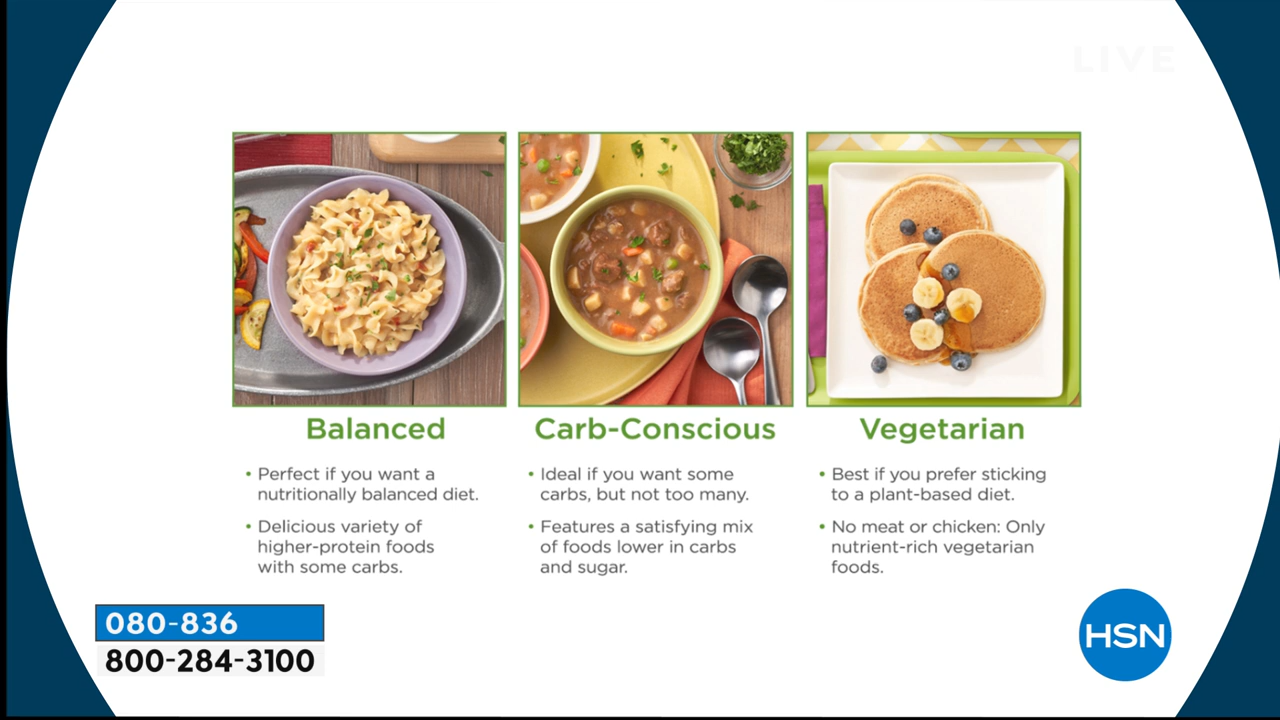 LIVE
Balanced
• Perfect if you want a
nutritionally balanced diet.
• Delicious variety of
higher-protein foods
with some carbs.
Carb-Conscious
• Ideal if you want some
carbs, but not too many.
• Features a satisfying mix
of foods lower in carbs
and sugar.
Vegetarian
• Best if you prefer sticking
to a plant-based diet.
• No meat or chicken: Only
nutrient-rich vegetarian
foods.
080-836
800-284-3100
HSN